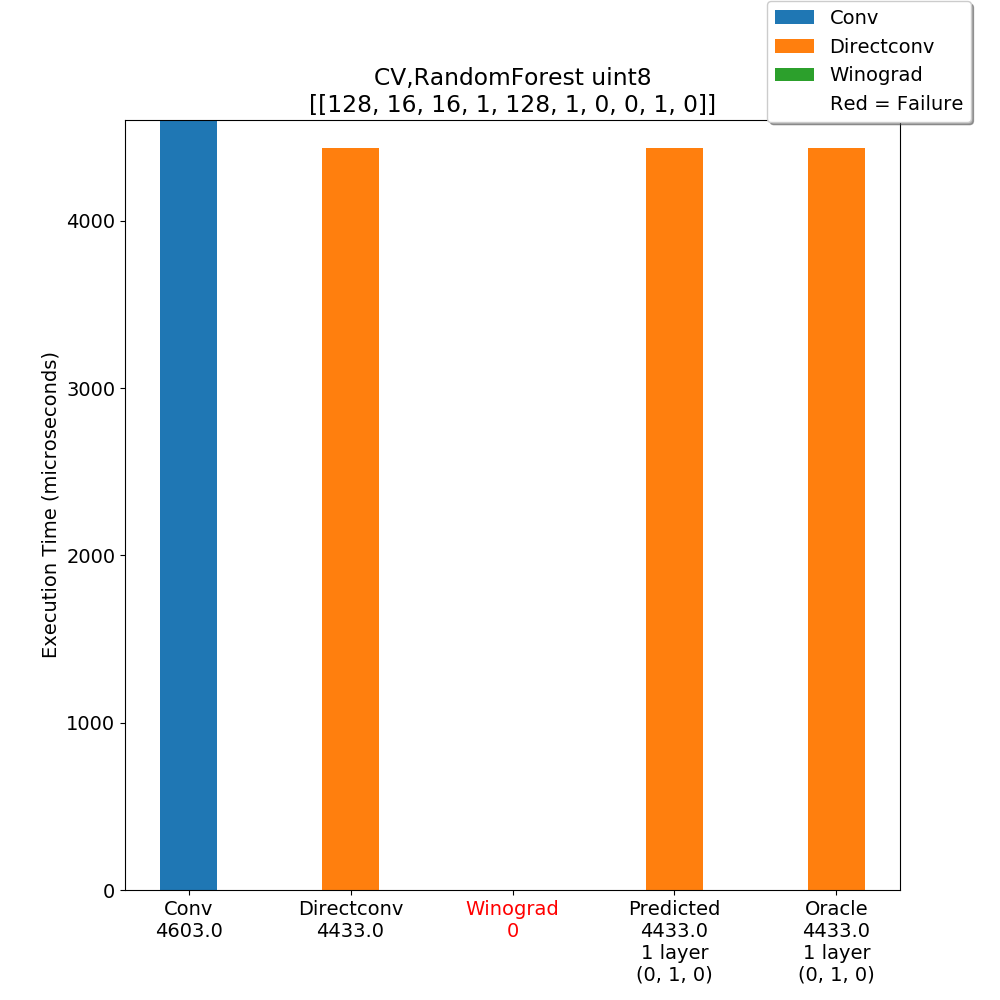 Conv
Directconv
Winograd
Red = Failure
CV,RandomForest uint8
[[128, 16, 16, 1, 128, 1, 0, 0, 1, 0]]
Execution Time (microseconds)
4000
3000
2000
1000
0
Conv
4603.0
Directconv
4433.0
Winograd
0
Predicted
4433.0
1 layer
(0, 1, 0)
Oracle
4433.0
1 layer
(0, 1, 0)